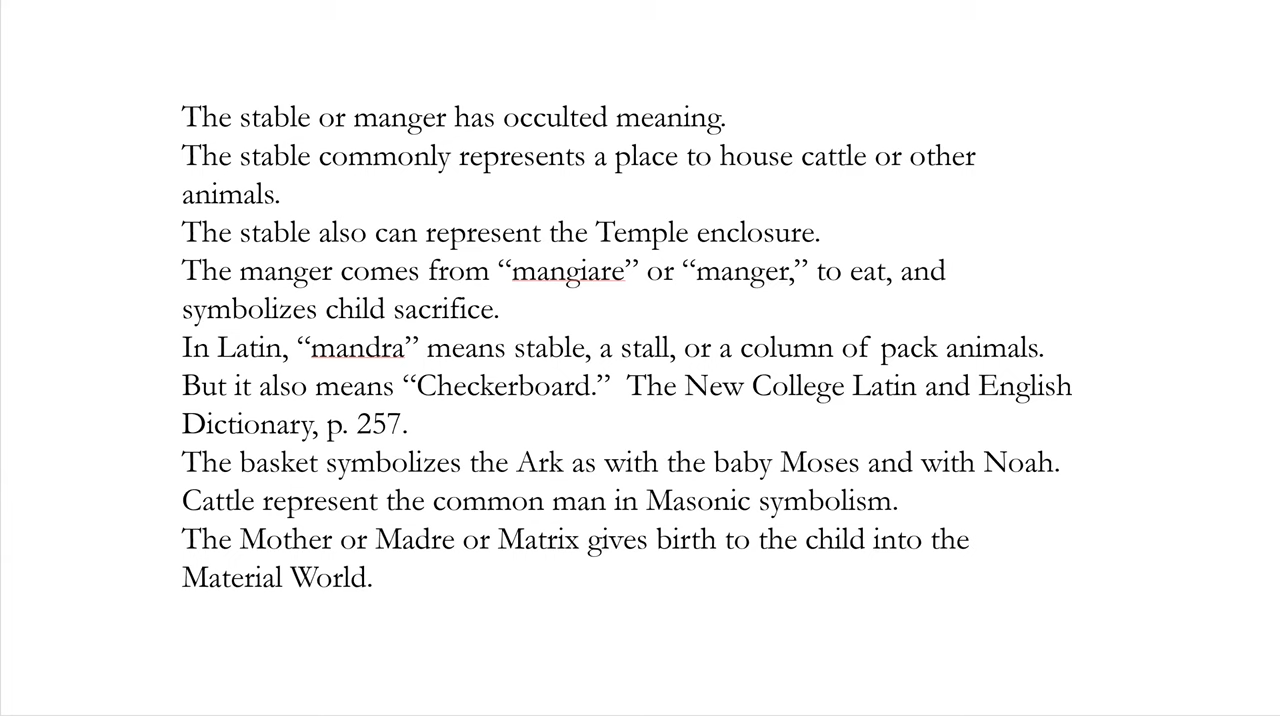 The stable or manger has occulted meaning.
The stable commonly represents a place to house cattle or other
animals.
The stable also can represent the Temple enclosure.
The manger comes from “mangiare” or “manger,” to eat, and
symbolizes child sacrifice.
In Latin, “mandra” means stable, a stall, or a column of pack animals.
But it also means “Checkerboard.”  The New College Latin and English
Dictionary, p. 257.
The basket symbolizes the Ark as with the baby Moses and with Noah.
Cattle represent the common man in Masonic symbolism.
The Mother or Madre or Matrix gives birth to the child into the
Material World.